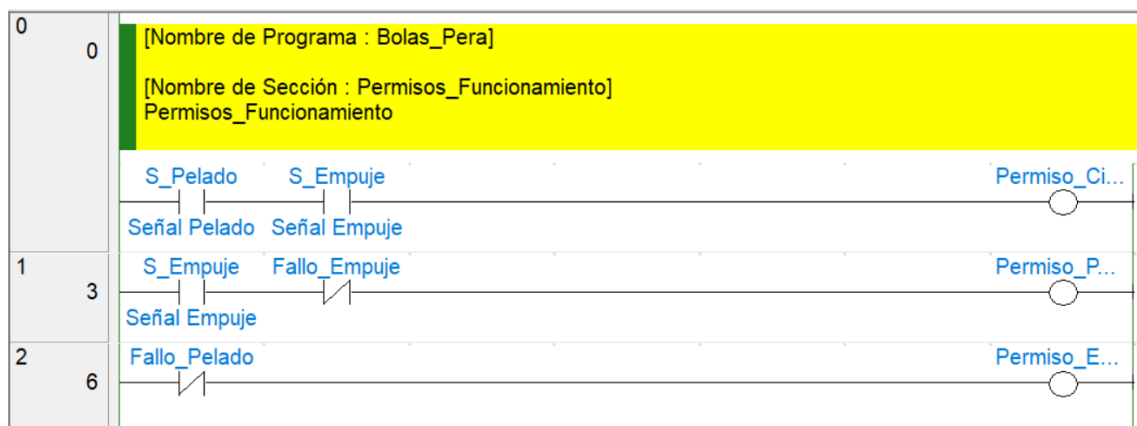 0
0
[Nombre de Programa : Bolas_Pera]
[Nombre de Sección : Permisos_Funcionamiento]
Permisos_Funcionamiento
S_Pelado S_Empuje Permiso_Ci...
Señal Pelado Señal Empuje
1
S_Empuje Fallo_Empuje Permiso_P...
3
Señal Empuje
2
Fallo_Pelado Permiso_E...
6